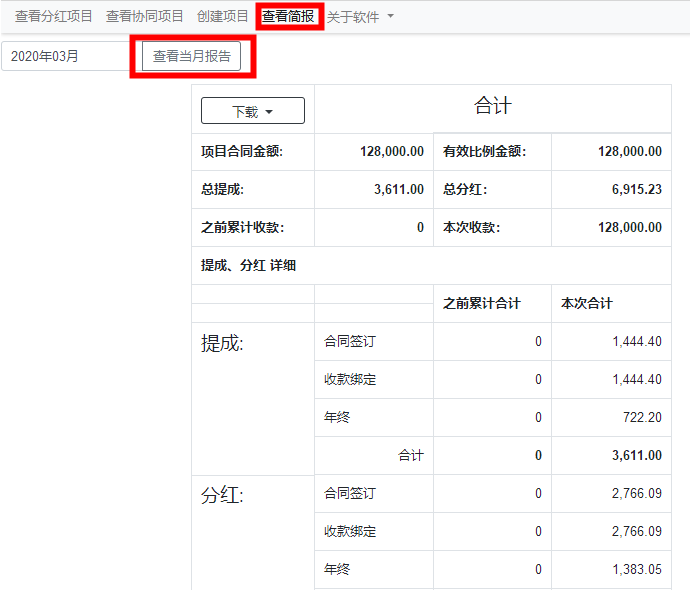 查看分红项目 查看协同项目 创建项目 查看简报 关于软件
2020年03月 查看当月报告
下载 合计
项目合同金额: 128,000.00 有效比例金额: 128,000.00
总提成: 3,611.00 总分红: 6,915.23
之前累计收款: 0 本次收款: 128,000.00
提成、分红 详细
之前累计合计 本次合计
提成: 合同签订 0 1,444.40
收款绑定 0 1,444.40
年终 0 722.20
合计 0 3,611.00
分红: 合同签订 0 2,766.09
收款绑定 0 2,766.09
年终 0 1,383.05